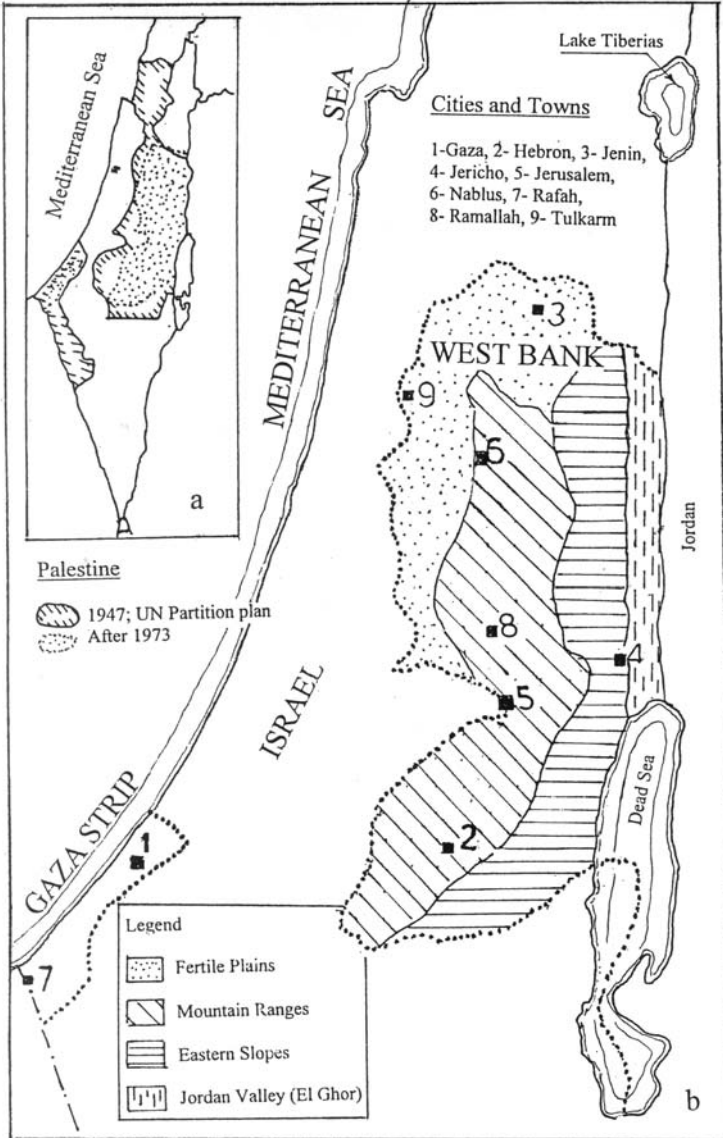 Mediterranean Sea
a
Palestine
1947; UN Partition plan
After 1973
MEDITERRANEAN SEA
Lake Tiberias
Cities and Towns
1-Gaza, 2- Hebron, 3- Jenin,
4- Jericho, 5- Jerusalem,
6- Nablus, 7- Rafah,
8- Ramallah, 9- Tulkarm
3
WEST BANK
9
6
Jordan
8
4
5
ISRAEL
Dead Sea
GAZA STRIP
1
2
7
Legend
Fertile Plains
Mountain Ranges
Eastern Slopes
Jordan Valley (El Ghor)
b